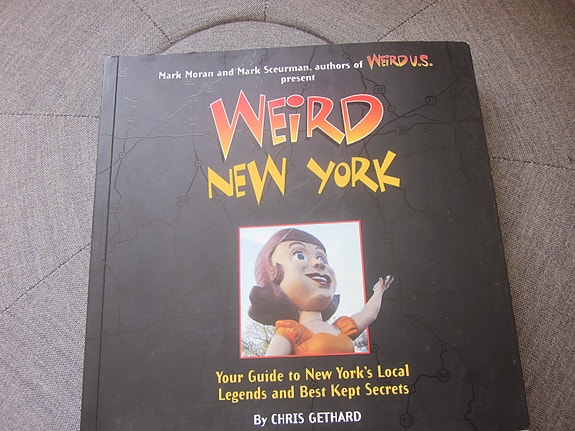 Mark Moran and Mark Sceurman, authors of WEiRD U.S.
present
WEiRD
NEW YORK
Your Guide to New York's Local
Legends and Best Kept Secrets
By CHRIS GETHARD